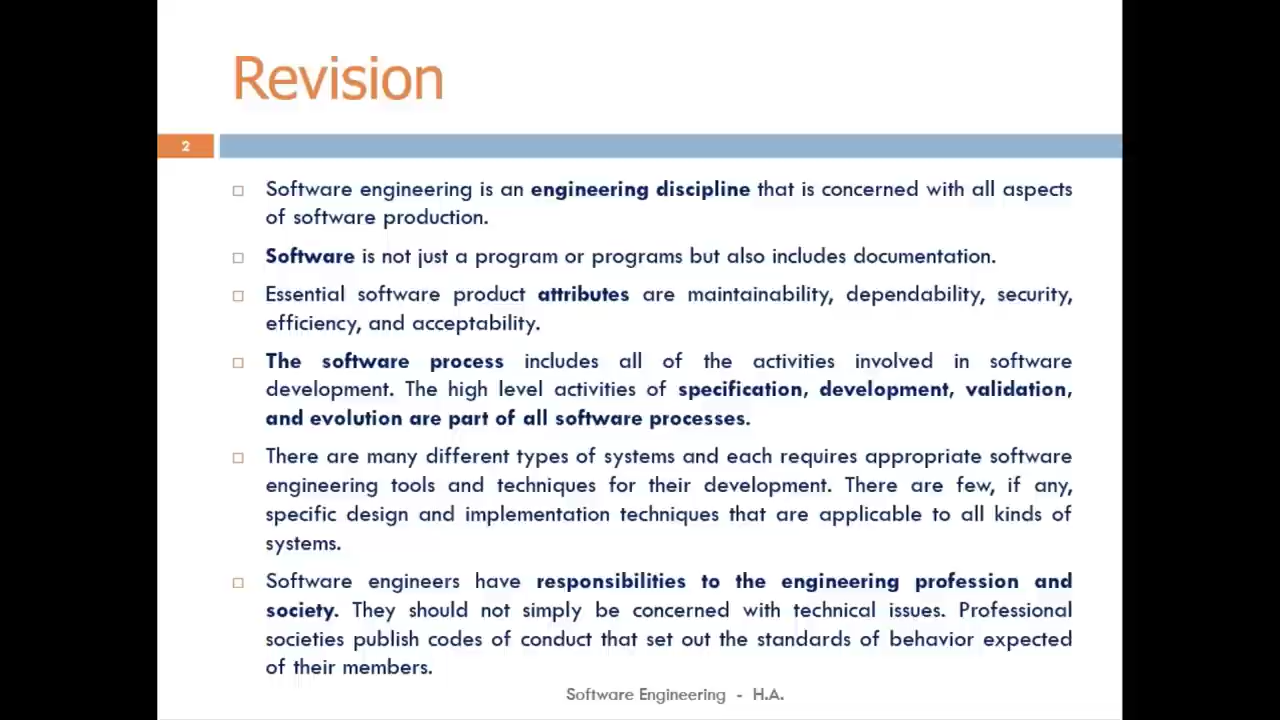 Revision
2
Software engineering is an engineering discipline that is concerned with all aspects
of software production.
Software is not just a program or programs but also includes documentation.
Essential software product attributes are maintainability, dependability, security,
efficiency, and acceptability.
The software process includes all of the activities involved in software
development. The high level activities of specification, development, validation,
and evolution are part of all software processes.
There are many different types of systems and each requires appropriate software
engineering tools and techniques for their development. There are few, if any,
specific design and implementation techniques that are applicable to all kinds of
systems.
Software engineers have responsibilities to the engineering profession and
society. They should not simply be concerned with technical issues. Professional
societies publish codes of conduct that set out the standards of behavior expected
of their members.
Software Engineering - H.A.